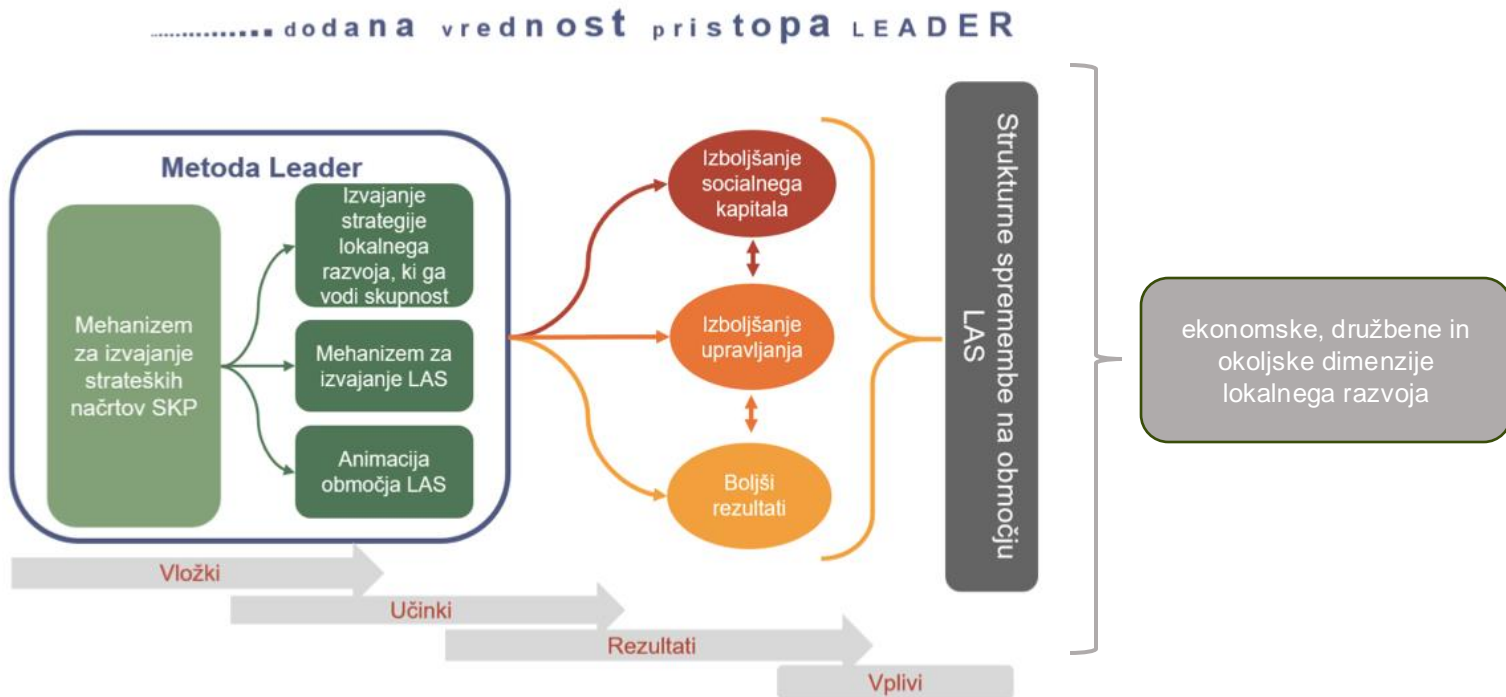 ............. dodana vrednost pristopa LEADER
Metoda Leader
Mehanizem
za izvajanje
strateških
načrtov SKP
Izvajanje
strategije
lokalnega
razvoja, ki ga
vodi skupnost
Mehanizem za
izvajanje LAS
Animacija
območja LAS
Izboljšanje
socialnega
kapitala
Izboljšanje
upravljanja
Boljši
rezultati
Strukturne spremembe na območju
LAS
ekonomske, družbene in
okoljske dimenzije
lokalnega razvoja
Vložki
Učinki
Rezultati
Vplivi